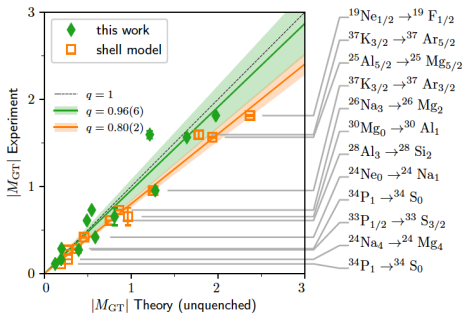 3
2
1
0
|M_GT| Experiment
this work
shell model
q = 1
q = 0.96(6)
q = 0.80(2)
0
1
2
3
|M_GT| Theory (unquenched)
¹⁹Ne₁/₂ → ¹⁹F₁/₂
³⁷K₃/₂ → ³⁷Ar₅/₂
²⁵Al₅/₂ → ²⁵Mg₅/₂
³⁷K₃/₂ → ³⁷Ar₃/₂
²⁶Na₃ → ²⁶Mg₂
³⁰Mg₀ → ³⁰Al₁
²⁸Al₃ → ²⁸Si₂
²⁴Ne₀ → ²⁴Na₁
³⁴P₁ → ³⁴S₀
³³P₁/₂ → ³³S₃/₂
²⁴Na₄ → ²⁴Mg₄
³⁴P₁ → ³⁴S₀